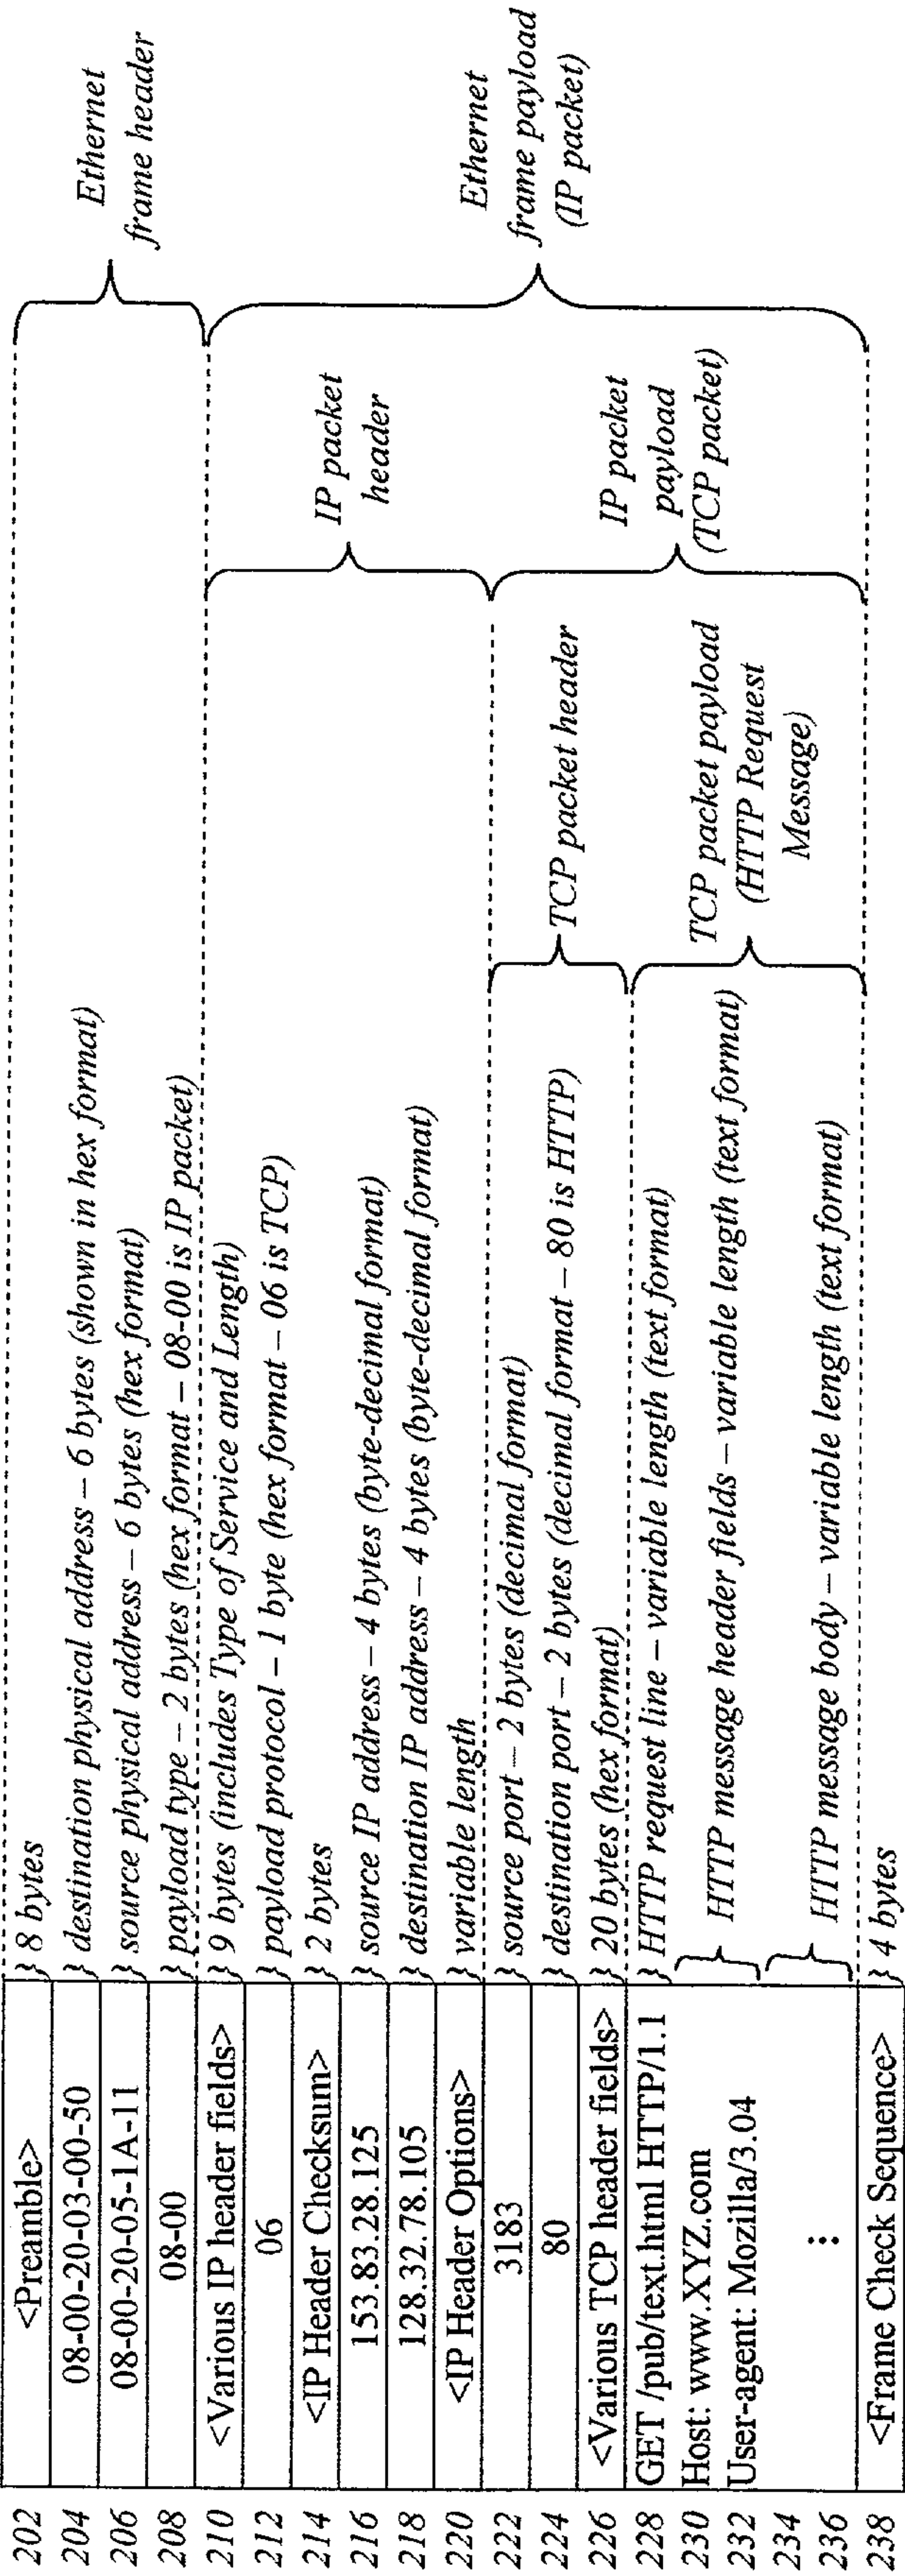 202 <Preamble> } 8 bytes
204 08-00-20-03-00-50 } destination physical address – 6 bytes (shown in hex format)
206 08-00-20-05-1A-11 } source physical address – 6 bytes (hex format)
208 08-00 } payload type – 2 bytes (hex format – 08-00 is IP packet)
Ethernet
frame header
210 <Various IP header fields> } 9 bytes (includes Type of Service and Length)
212 06 } payload protocol – 1 byte (hex format – 06 is TCP)
214 <IP Header Checksum> } 2 bytes
216 153.83.28.125 } source IP address – 4 bytes (byte-decimal format)
218 128.32.78.105 } destination IP address – 4 bytes (byte-decimal format)
220 <IP Header Options> } variable length
IP packet
header
222 3183 } source port – 2 bytes (decimal format)
224 80 } destination port – 2 bytes (decimal format – 80 is HTTP)
226 <Various TCP header fields> } 20 bytes (hex format)
TCP packet header
228 GET /pub/text.html HTTP/1.1 } HTTP request line – variable length (text format)
230 Host: www.XYZ.com
HTTP message header fields – variable length (text format)
232 User-agent: Mozilla/3.04
234
236 ⋮ HTTP message body – variable length (text format)
TCP packet payload
(HTTP Request
Message)
IP packet
payload
(TCP packet)
Ethernet
frame payload
(IP packet)
238 <Frame Check Sequence> } 4 bytes